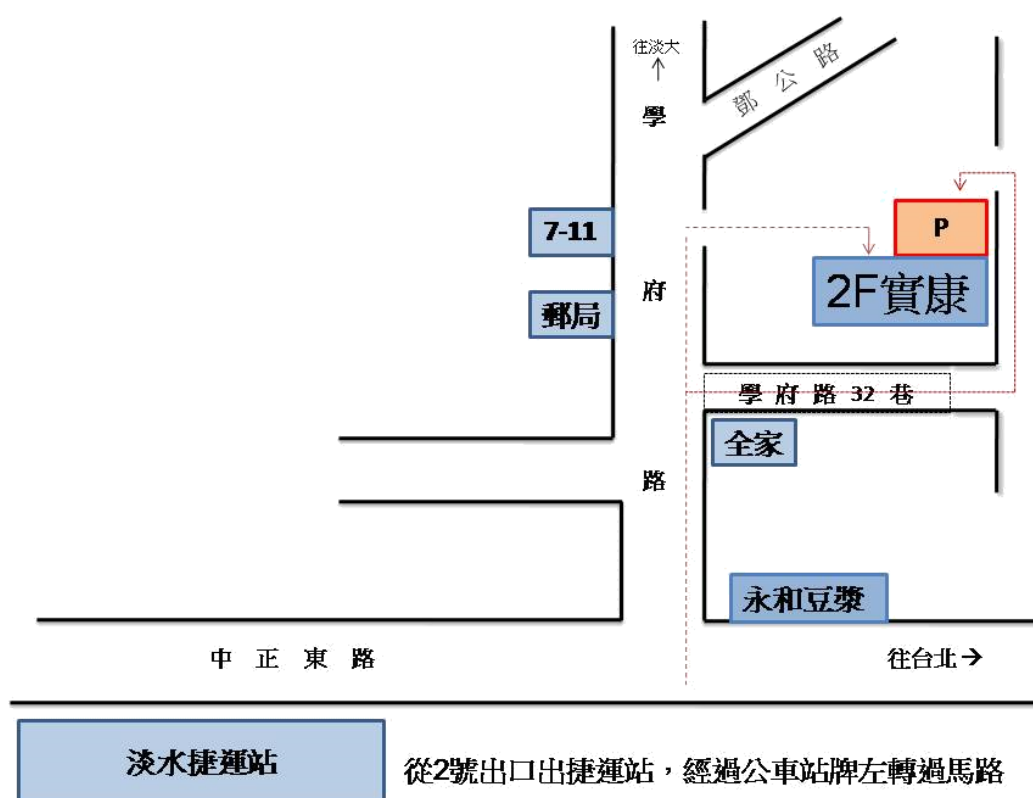 往淡大
鄧公路
學府路
7-11
P
2F實康
郵局
學府路32巷
全家
永和豆漿
中正東路
往台北→
淡水捷運站
從2號出口出捷運站，經過公車站牌左轉過馬路